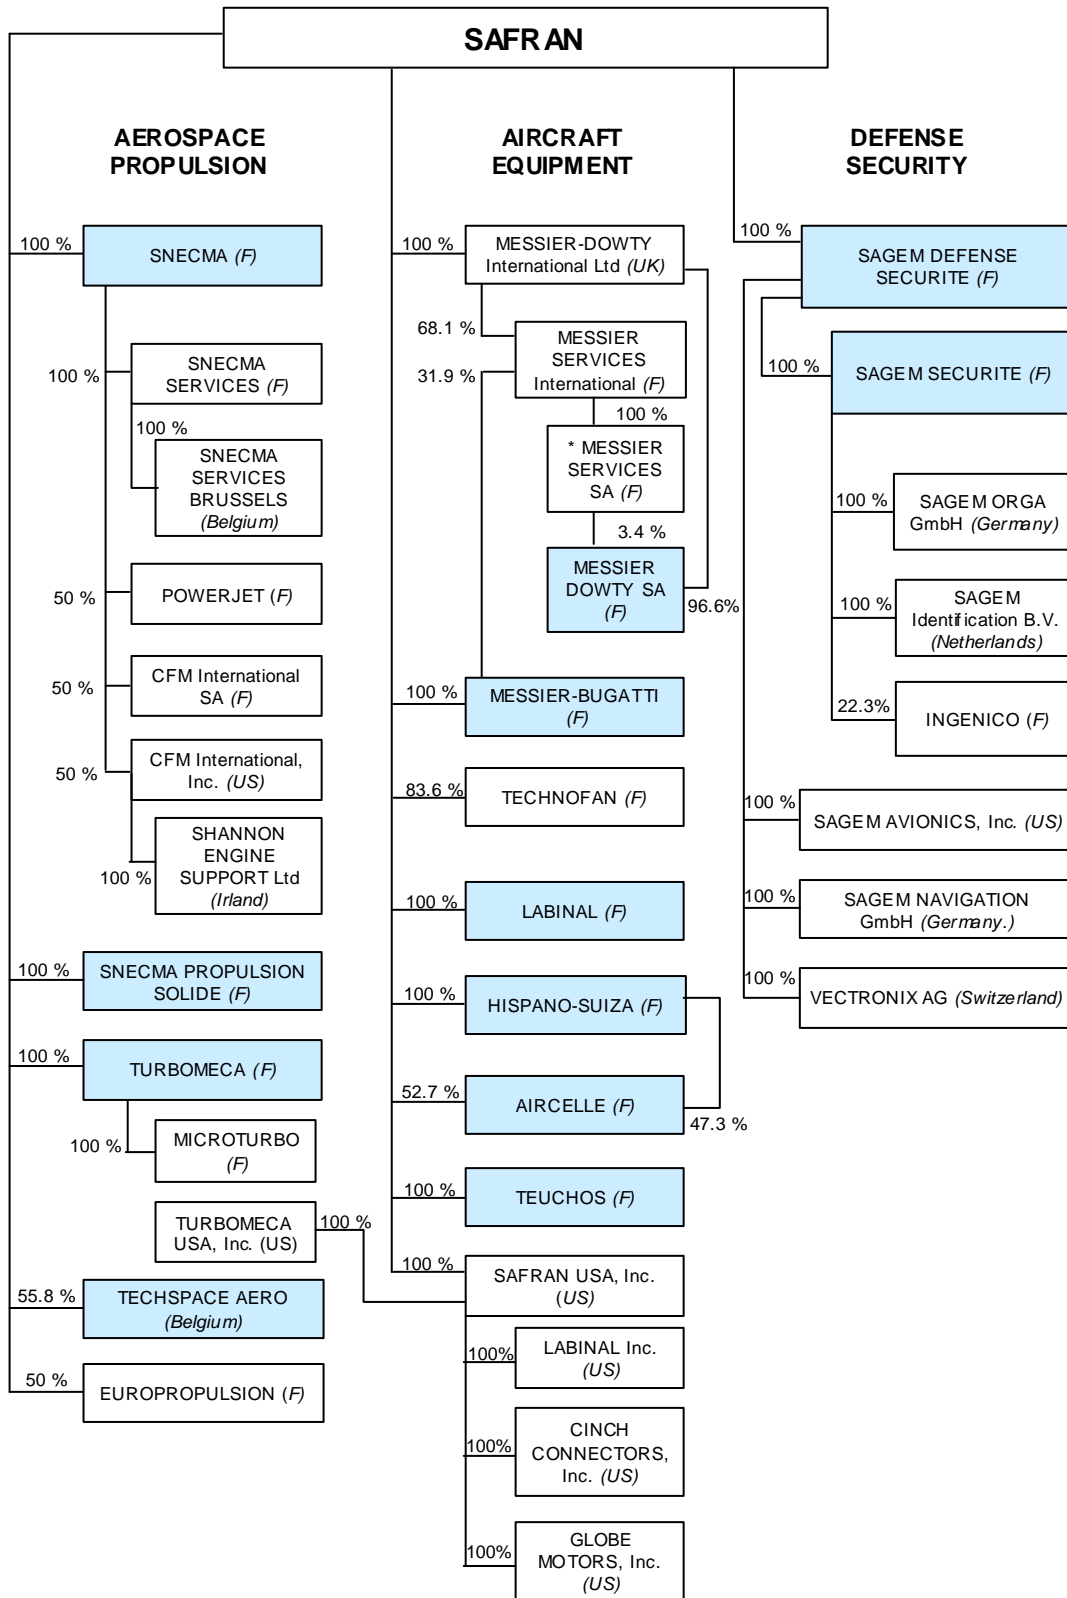 SAFRAN
AEROSPACE
PROPULSION
100 %
SNECMA (F)
100 %
SNECMA
SERVICES (F)
100 %
SNECMA
SERVICES
BRUSSELS
(Belgium)
50 %
POWERJET (F)
50 %
CFM International
SA (F)
50 %
CFM International,
Inc. (US)
100 %
SHANNON
ENGINE
SUPPORT Ltd
(Irland)
100 %
SNECMA PROPULSION
SOLIDE (F)
100 %
TURBOMECA (F)
100 %
MICROTURBO
(F)
TURBOMECA
USA, Inc. (US)
100 %
55.8 %
TECHSPACE AERO
(Belgium)
50 %
EUROPROPULSION (F)
AIRCRAFT
EQUIPMENT
100 %
MESSIER-DOWTY
International Ltd (UK)
68.1 %
31.9 %
MESSIER
SERVICES
International (F)
100 %
* MESSIER
SERVICES
SA (F)
3.4 %
MESSIER
DOWTY SA
(F)
96.6%
100 %
MESSIER-BUGATTI
(F)
83.6 %
TECHNOFAN (F)
100 %
LABINAL (F)
100 %
HISPANO-SUIZA (F)
52.7 %
AIRCELLE (F)
47.3 %
100 %
TEUCHOS (F)
100 %
SAFRAN USA, Inc.
(US)
100%
LABINAL Inc.
(US)
100%
CINCH
CONNECTORS,
Inc. (US)
100%
GLOBE
MOTORS, Inc.
(US)
DEFENSE
SECURITY
100 %
SAGEM DEFENSE
SECURITE (F)
100 %
SAGEM SECURITE (F)
100 %
SAGEM ORGA
GmbH (Germany)
100 %
SAGEM
Identification B.V.
(Netherlands)
22.3%
INGENICO (F)
100 %
SAGEM AVIONICS, Inc. (US)
100 %
SAGEM NAVIGATION
GmbH (Germany.)
100 %
VECTRONIX AG (Switzerland)